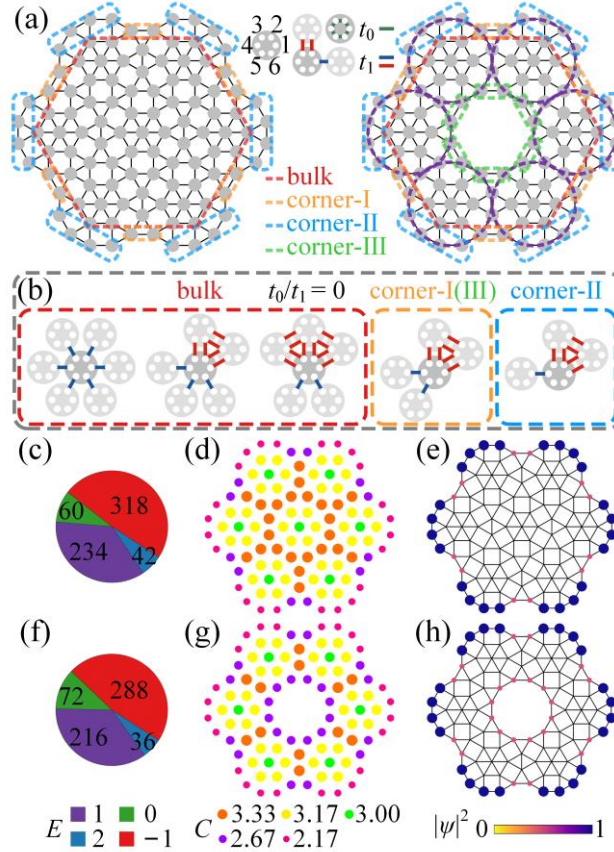 (a)
3 2
4 1
5 6
t0
t1
bulk
corner-I
corner-II
corner-III
(b) bulk t0/t1 = 0 corner-I(III) corner-II
(c) (d) (e)
60 318
234 42
(f) (g) (h)
72 288
216 36
E 1 0
2 −1
C 3.33 3.17 3.00
2.67 2.17
|ψ|² 0 1